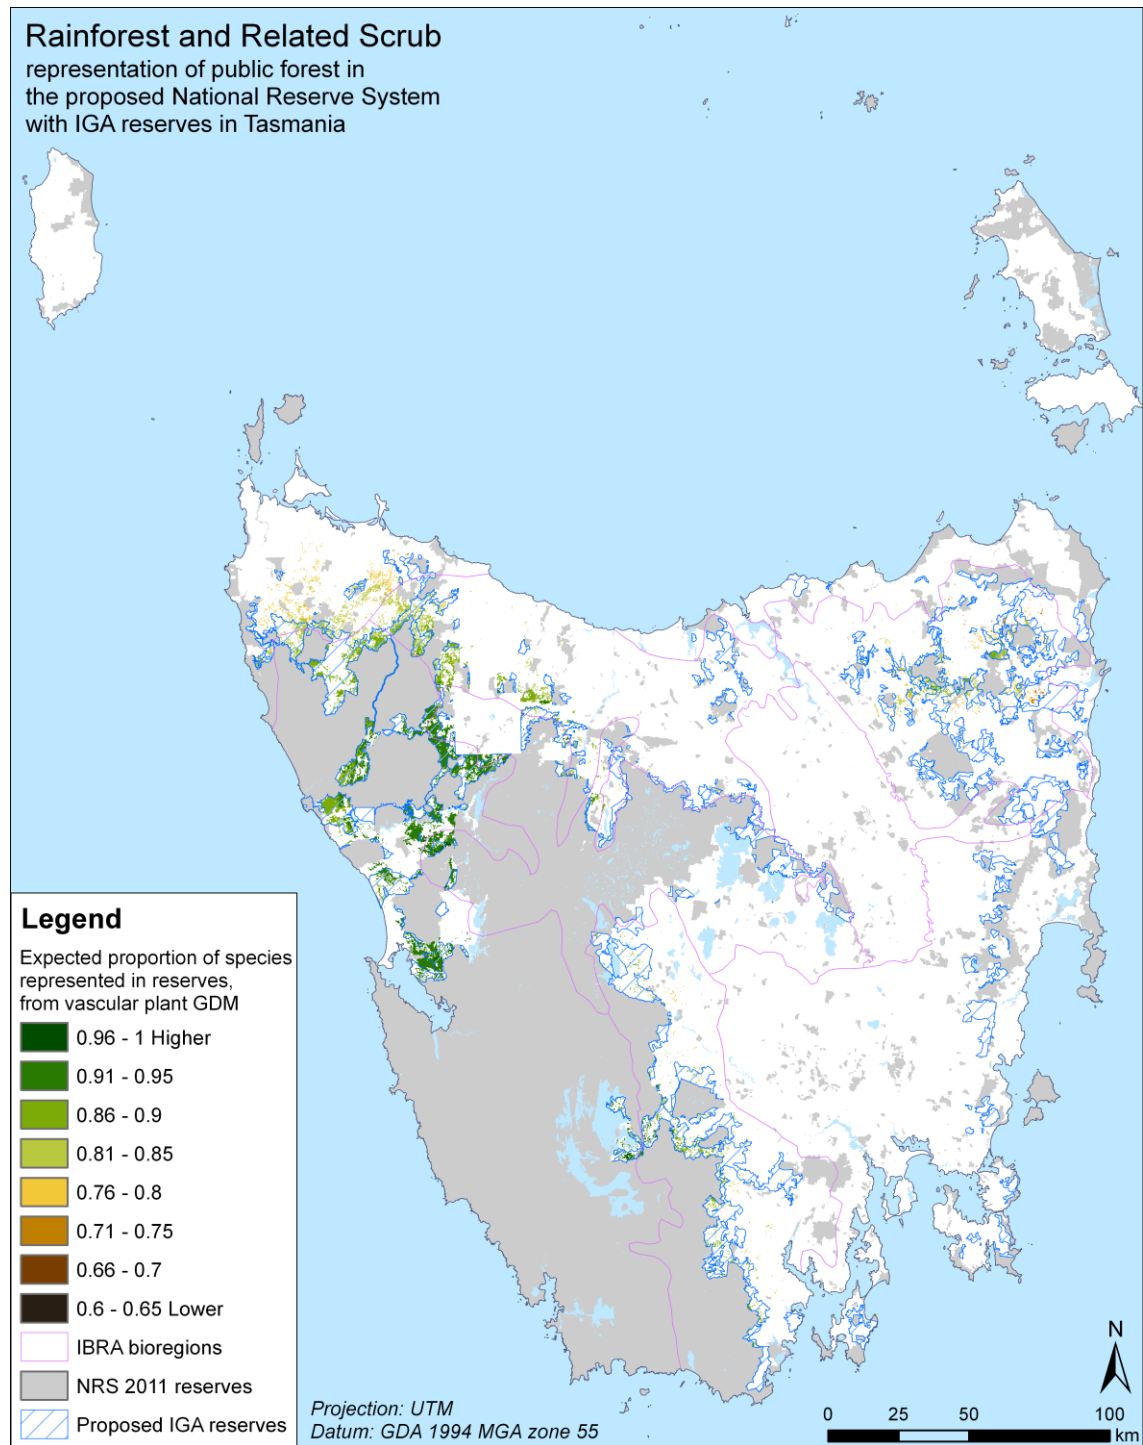 Rainforest and Related Scrub
representation of public forest in
the proposed National Reserve System
with IGA reserves in Tasmania
Legend
Expected proportion of species
represented in reserves,
from vascular plant GDM
0.96 - 1 Higher
0.91 - 0.95
0.86 - 0.9
0.81 - 0.85
0.76 - 0.8
0.71 - 0.75
0.66 - 0.7
0.6 - 0.65 Lower
IBRA bioregions
NRS 2011 reserves
Proposed IGA reserves
Projection: UTM
Datum: GDA 1994 MGA zone 55
N
0 25 50 100
km